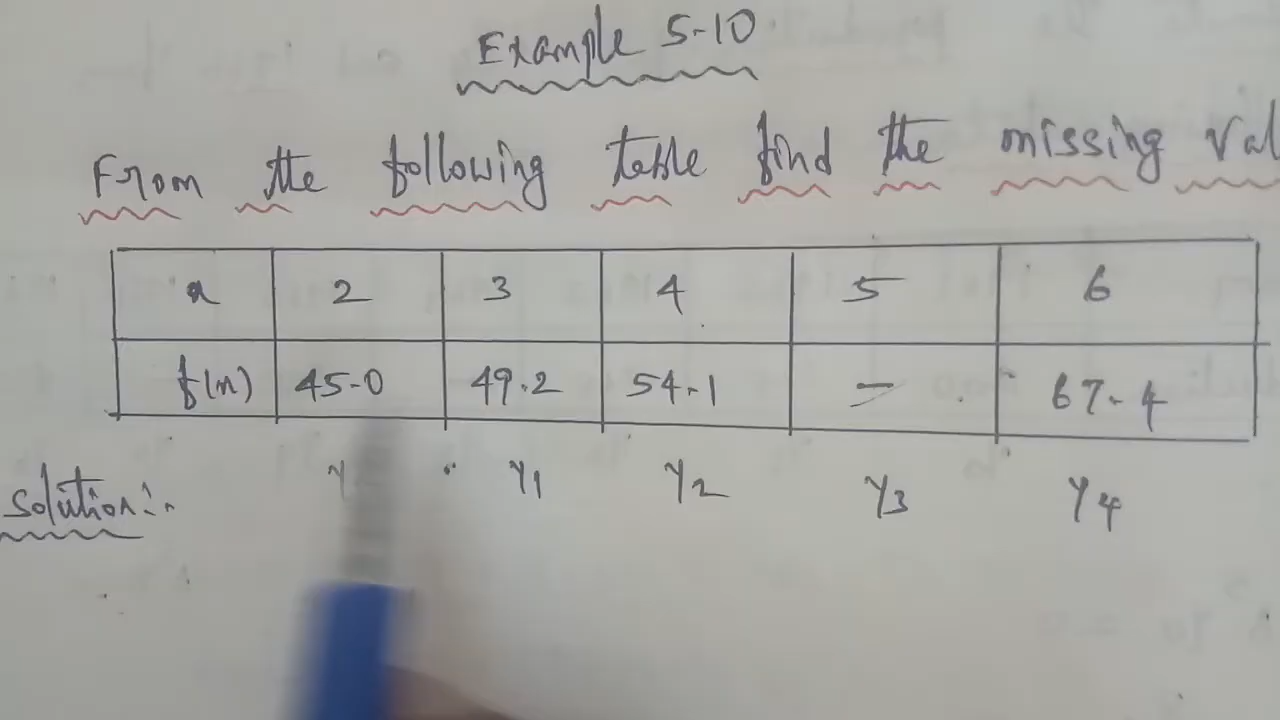 Example 5.10
From the following table find the missing val
x 2 3 4 5 6
f(x) 45.0 49.2 54.1 - 67.4
y y1 y2 y3 y4
Solution:-